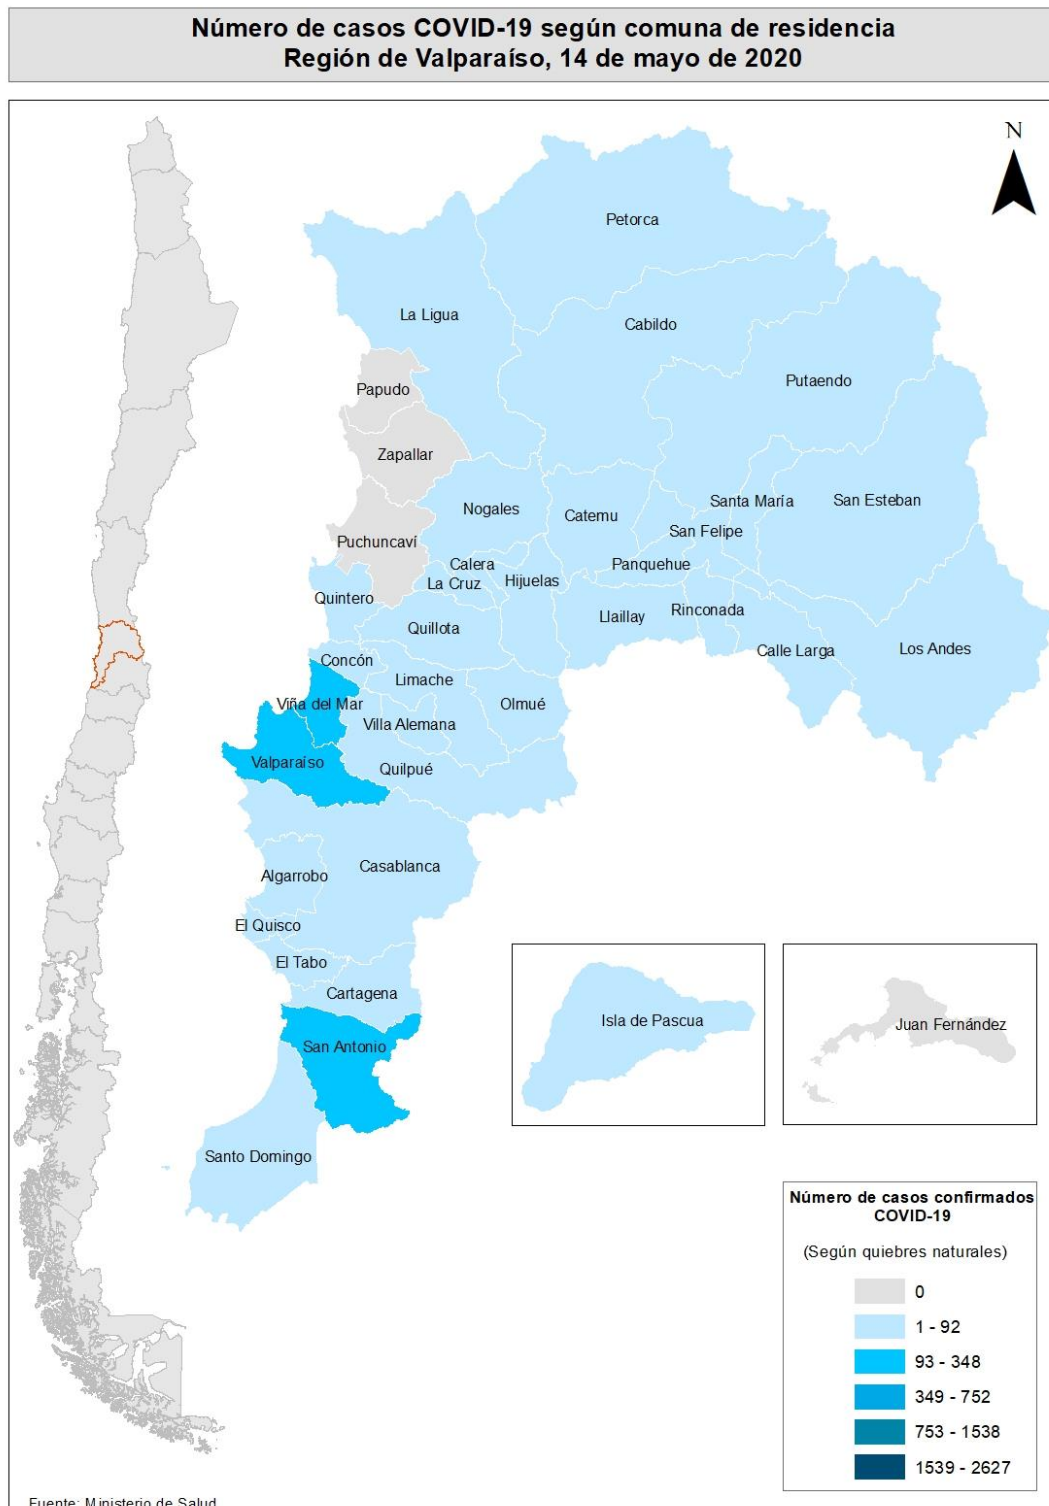 Número de casos COVID-19 según comuna de residencia
Región de Valparaíso, 14 de mayo de 2020
N
Petorca
La Ligua
Cabildo
Putaendo
Papudo
Zapallar
Santa María
San Esteban
Nogales
Catemu
San Felipe
Puchuncaví
Calera
Panquehue
La Cruz
Hijuelas
Quintero
Llaillay
Rinconada
Quillota
Calle Larga
Los Andes
Concón
Limache
Viña del Mar
Olmué
Villa Alemana
Valparaíso
Quilpué
Casablanca
Algarrobo
El Quisco
El Tabo
Cartagena
Isla de Pascua
Juan Fernández
San Antonio
Santo Domingo
Número de casos confirmados
COVID-19
(Según quiebres naturales)
0
1 - 92
93 - 348
349 - 752
753 - 1538
1539 - 2627
Fuente: Ministerio de Salud